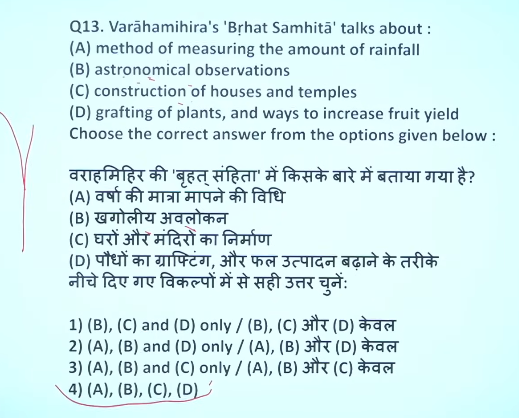 Q13. Varāhamihira's 'Bṛhat Samhitā' talks about :
(A) method of measuring the amount of rainfall
(B) astronomical observations
(C) construction of houses and temples
(D) grafting of plants, and ways to increase fruit yield
Choose the correct answer from the options given below :
वराहमिहिर की 'बृहत् संहिता' में किसके बारे में बताया गया है?
(A) वर्षा की मात्रा मापने की विधि
(B) खगोलीय अवलोकन
(C) घरों और मंदिरों का निर्माण
(D) पौधों का ग्राफ्टिंग, और फल उत्पादन बढ़ाने के तरीके
नीचे दिए गए विकल्पों में से सही उत्तर चुनें:
1) (B), (C) and (D) only / (B), (C) और (D) केवल
2) (A), (B) and (D) only / (A), (B) और (D) केवल
3) (A), (B) and (C) only / (A), (B) और (C) केवल
4) (A), (B), (C), (D)